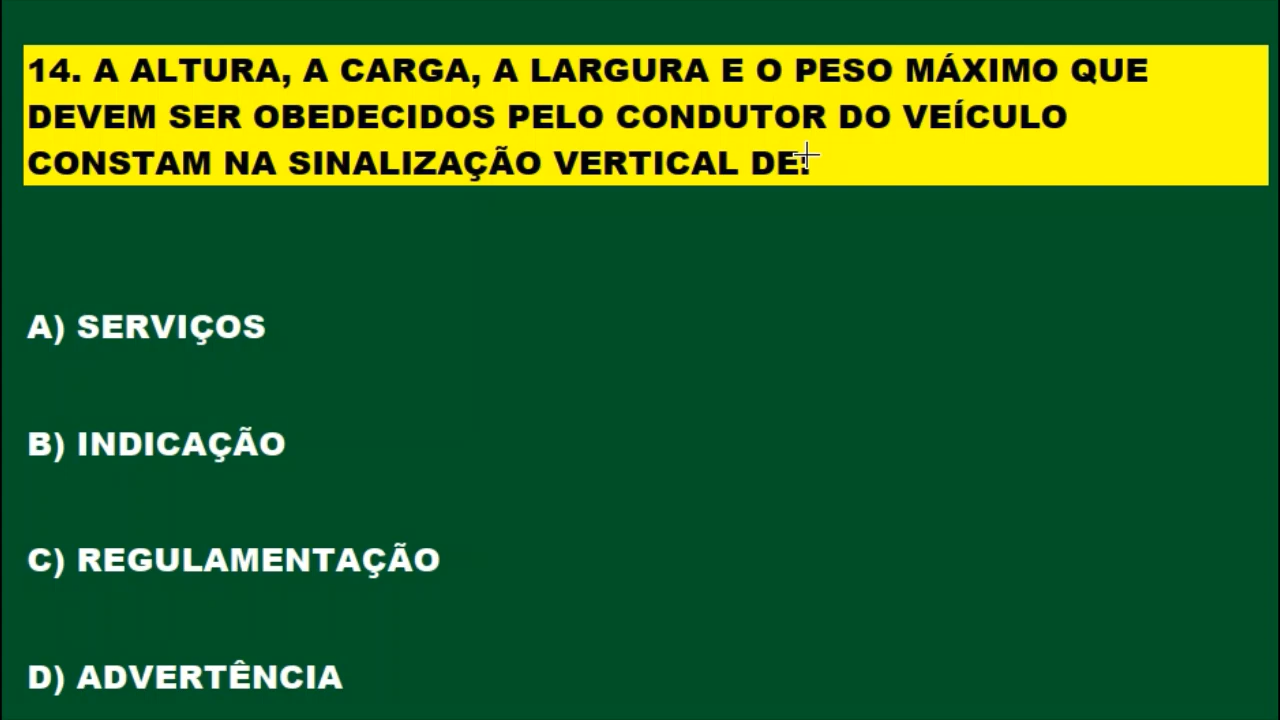 14. A ALTURA, A CARGA, A LARGURA E O PESO MÁXIMO QUE
DEVEM SER OBEDECIDOS PELO CONDUTOR DO VEÍCULO
CONSTAM NA SINALIZAÇÃO VERTICAL DE:
A) SERVIÇOS
B) INDICAÇÃO
C) REGULAMENTAÇÃO
D) ADVERTÊNCIA